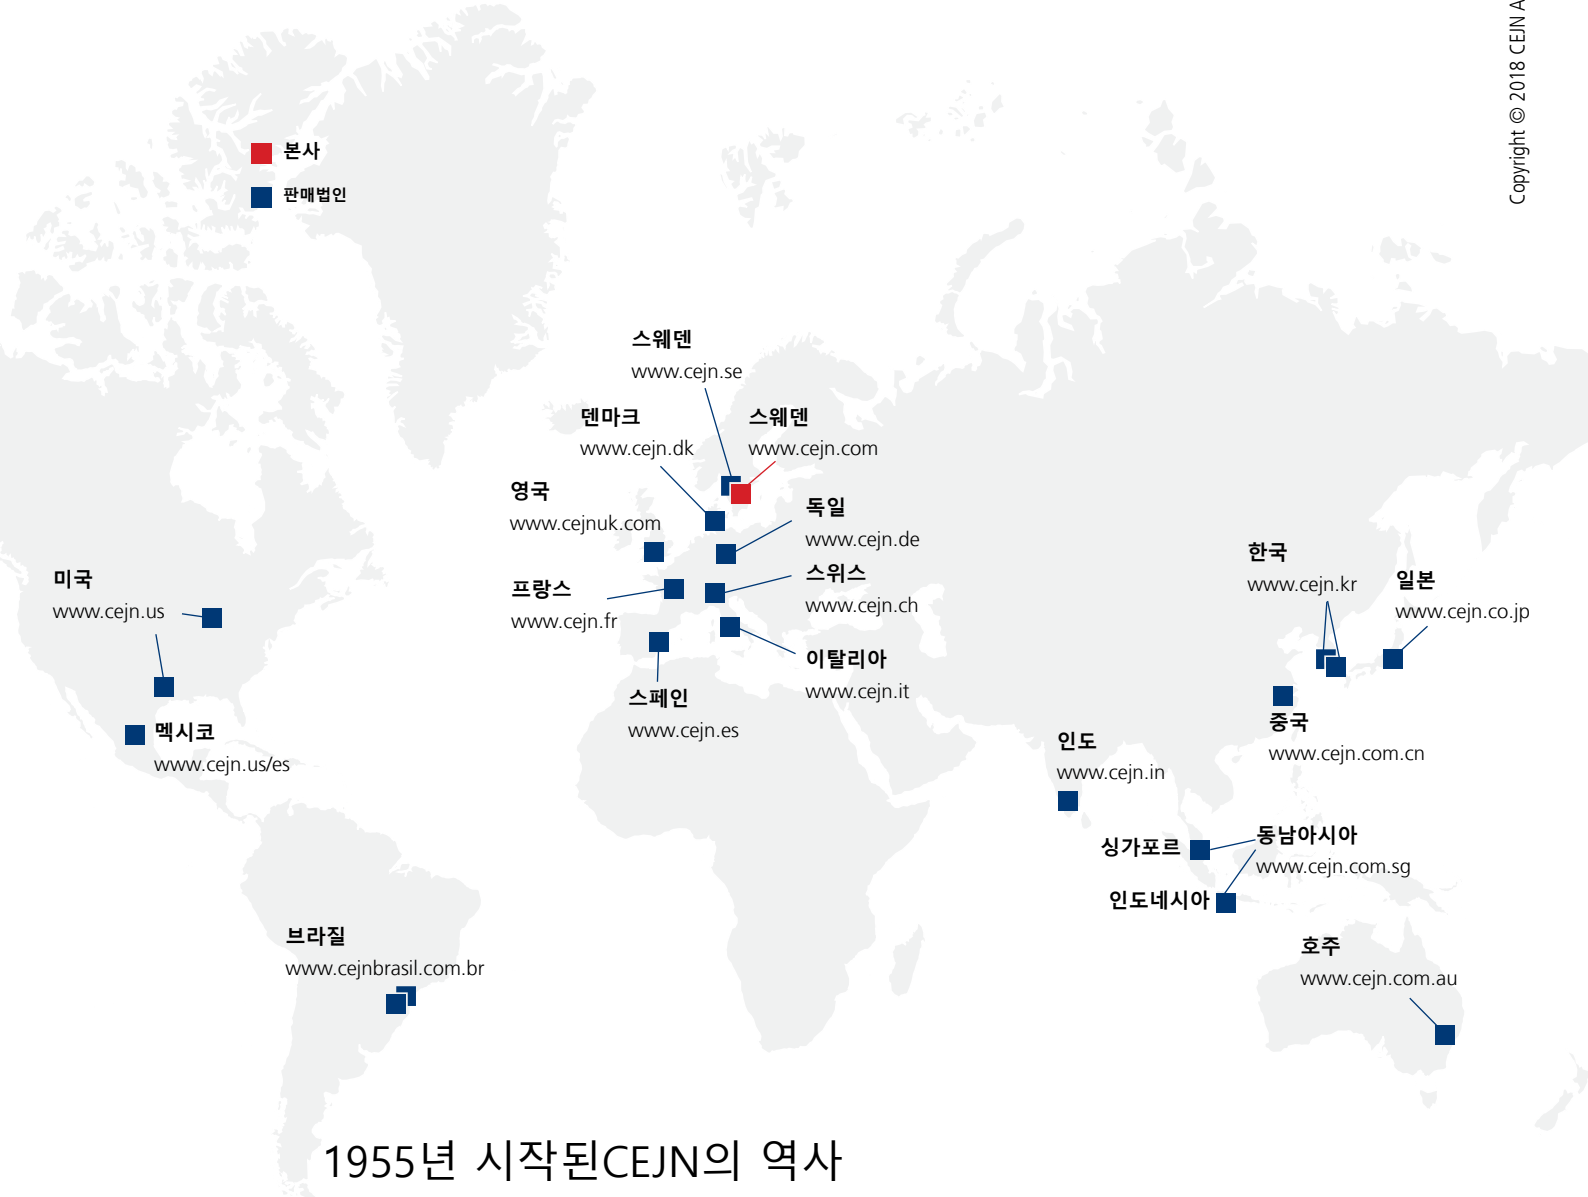 Copyright © 2018 CEJN A
본사
판매법인
스웨덴
www.cejn.se
덴마크
www.cejn.dk
스웨덴
www.cejn.com
영국
www.cejnuk.com
독일
www.cejn.de
프랑스
www.cejn.fr
스위스
www.cejn.ch
이탈리아
www.cejn.it
스페인
www.cejn.es
미국
www.cejn.us
멕시코
www.cejn.us/es
한국
www.cejn.kr
일본
www.cejn.co.jp
중국
www.cejn.com.cn
인도
www.cejn.in
싱가포르
동남아시아
www.cejn.com.sg
인도네시아
브라질
www.cejnbrasil.com.br
호주
www.cejn.com.au
1955년 시작된CEJN의 역사